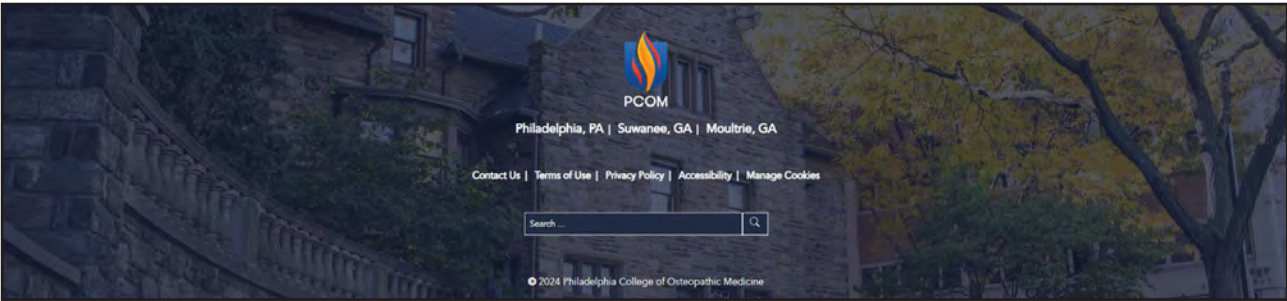 PCOM
Philadelphia, PA | Suwanee, GA | Moultrie, GA
Contact Us | Terms of Use | Privacy Policy | Accessibility | Manage Cookies
Search ...
© 2024 Philadelphia College of Osteopathic Medicine